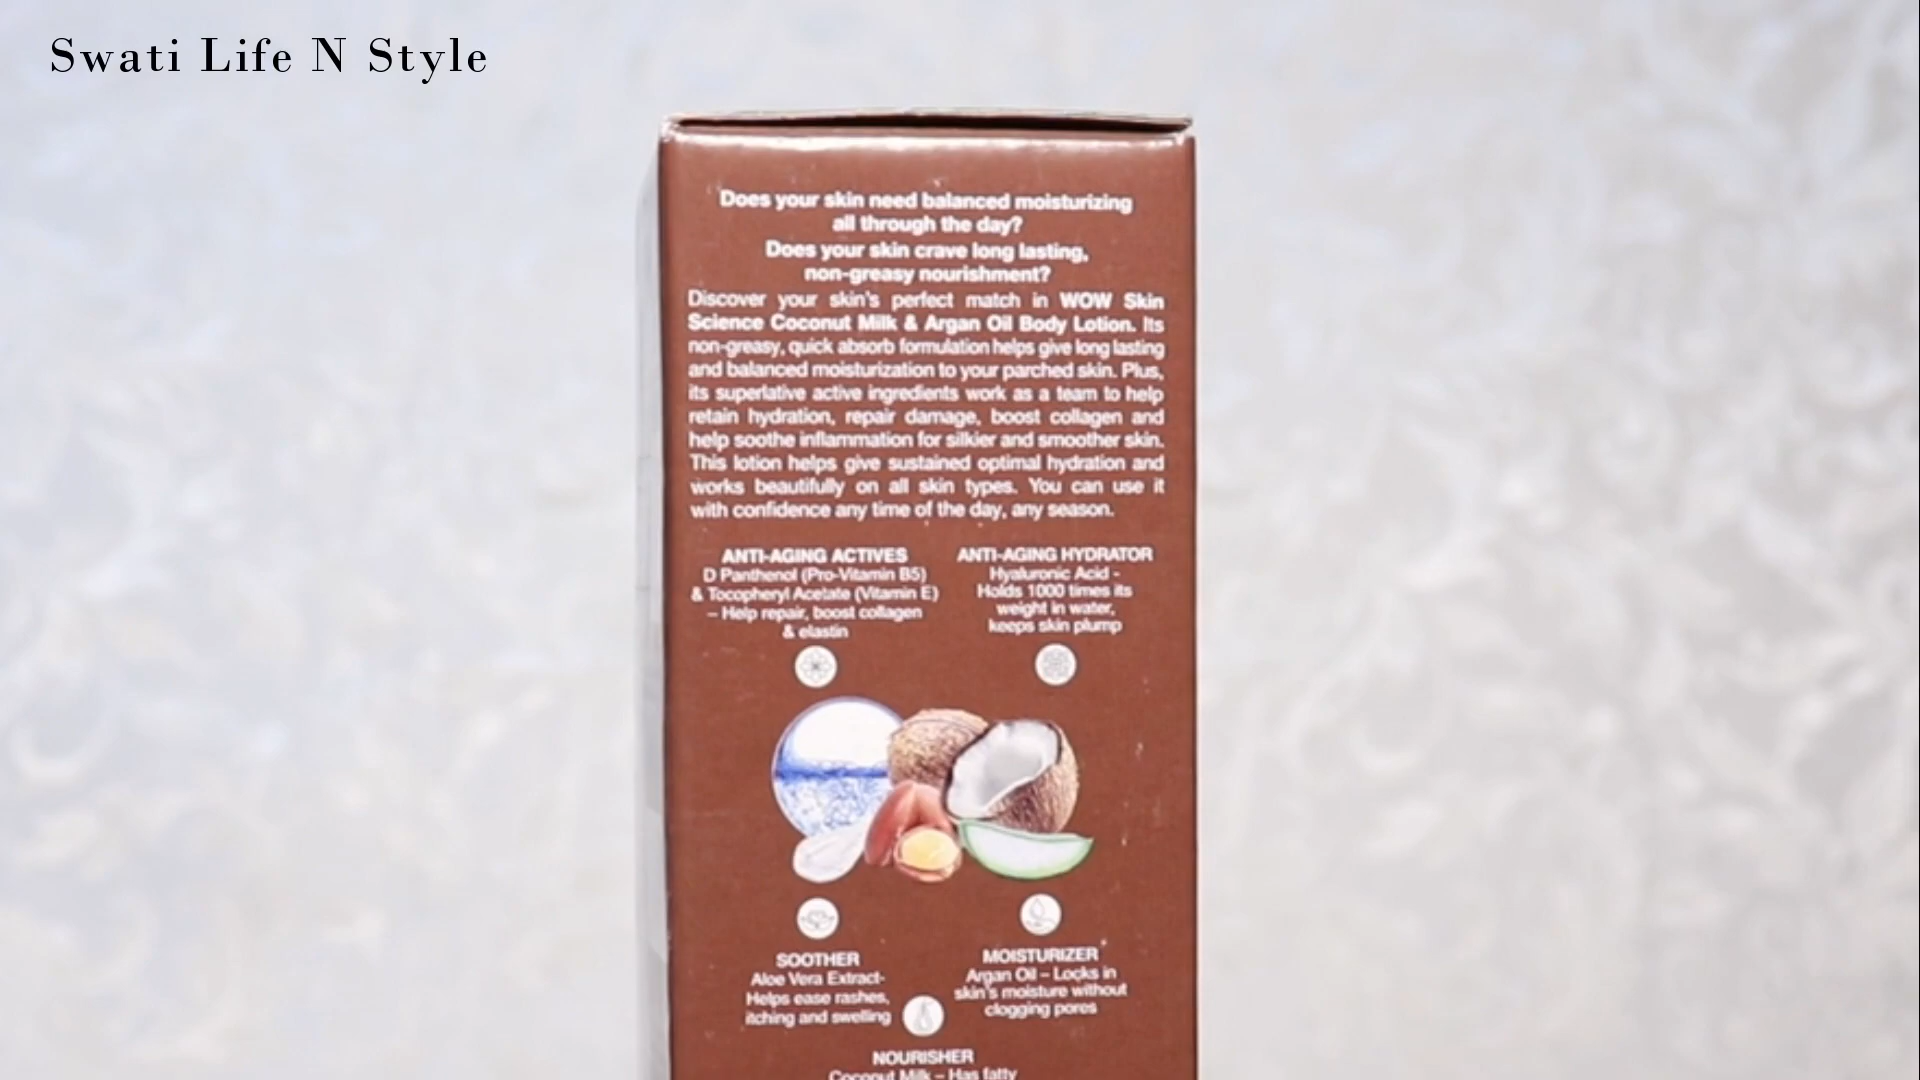 Swati Life N Style
Does your skin need balanced moisturizing
all through the day?
Does your skin crave long lasting,
non-greasy nourishment?
Discover your skin's perfect match in WOW Skin
Science Coconut Milk & Argan Oil Body Lotion. Its
non-greasy, quick absorb formulation helps give long lasting
and balanced moisturization to your parched skin. Plus,
its superlative active ingredients work as a team to help
retain hydration, repair damage, boost collagen and
help soothe inflammation for silkier and smoother skin.
This lotion helps give sustained optimal hydration and
works beautifully on all skin types. You can use it
with confidence any time of the day, any season.
ANTI-AGING ACTIVES
D Panthenol (Pro-Vitamin B5)
& Tocopheryl Acetate (Vitamin E)
– Help repair, boost collagen
& elastin
ANTI-AGING HYDRATOR
Hyaluronic Acid -
Holds 1000 times its
weight in water,
keeps skin plump
SOOTHER
Aloe Vera Extract-
Helps ease rashes,
itching and swelling
MOISTURIZER
Argan Oil – Locks in
skin's moisture without
clogging pores
NOURISHER
Coconut Milk – Has fatty